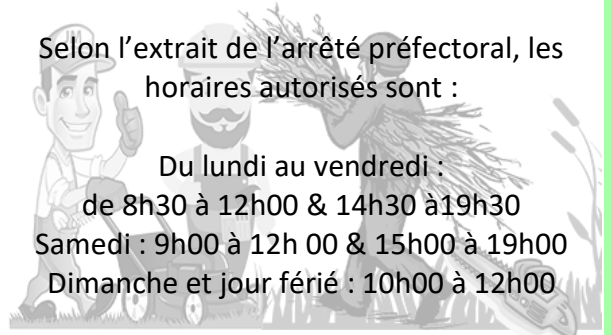 Selon l’extrait de l’arrêté préfectoral, les
horaires autorisés sont :
Du lundi au vendredi :
de 8h30 à 12h00 & 14h30 à19h30
Samedi : 9h00 à 12h 00 & 15h00 à 19h00
Dimanche et jour férié : 10h00 à 12h00